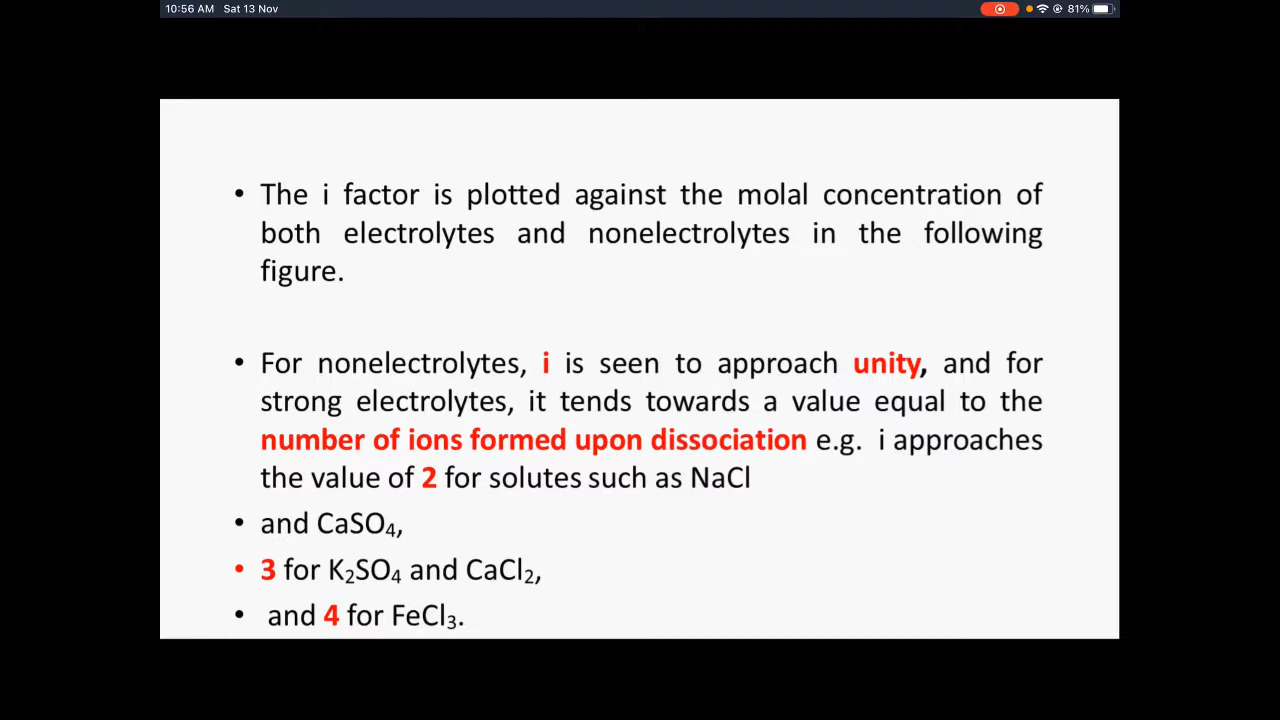 10:56 AM Sat 13 Nov 81%
• The i factor is plotted against the molal concentration of
both electrolytes and nonelectrolytes in the following
figure.
• For nonelectrolytes, i is seen to approach unity, and for
strong electrolytes, it tends towards a value equal to the
number of ions formed upon dissociation e.g. i approaches
the value of 2 for solutes such as NaCl
• and CaSO₄,
• 3 for K₂SO₄ and CaCl₂,
• and 4 for FeCl₃.